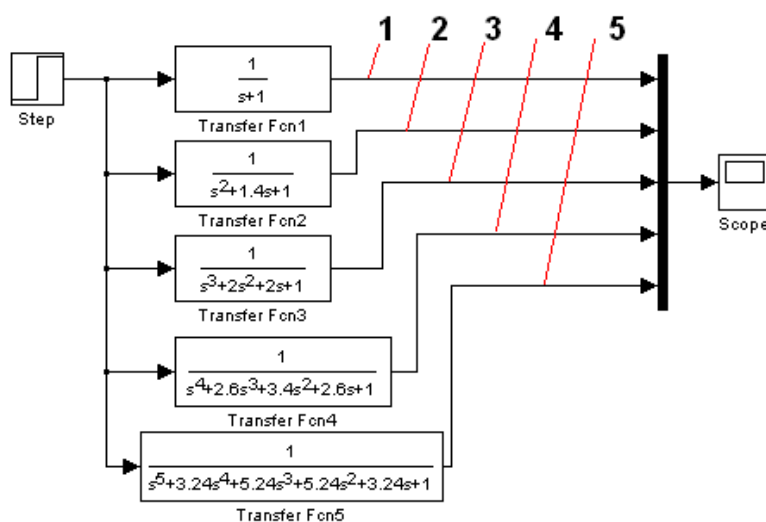 1 2 3 4 5
Step
1
s+1
Transfer Fcn1
1
s²+1.4s+1
Transfer Fcn2
1
s³+2s²+2s+1
Transfer Fcn3
1
s⁴+2.6s³+3.4s²+2.6s+1
Transfer Fcn4
1
s⁵+3.24s⁴+5.24s³+5.24s²+3.24s+1
Transfer Fcn5
Scope